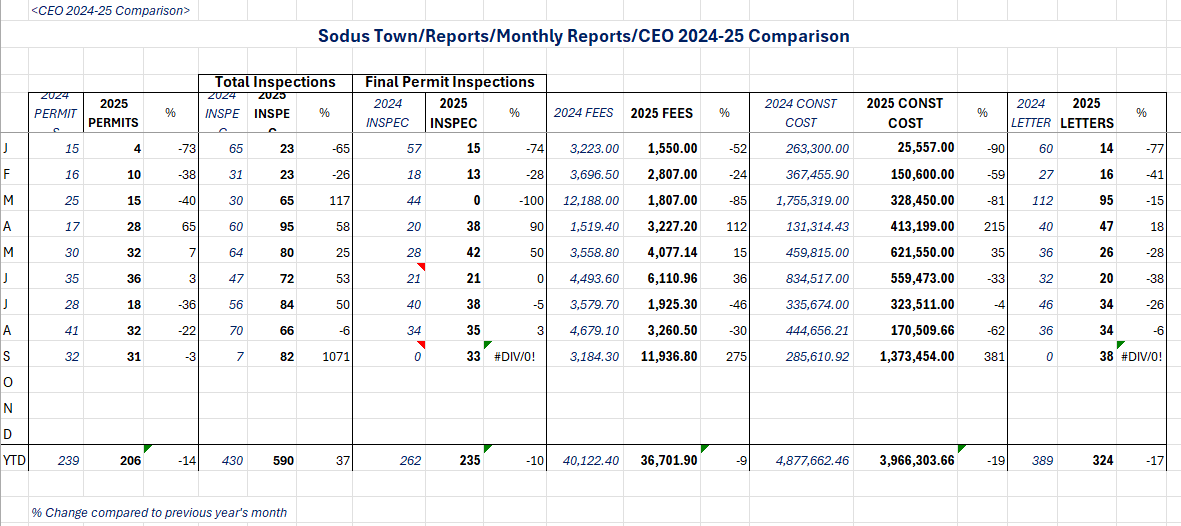 <CEO 2024-25 Comparison>
Sodus Town/Reports/Monthly Reports/CEO 2024-25 Comparison
Total Inspections Final Permit Inspections
2024 PERMITS 2025 PERMITS % 2024 INSPEC 2025 INSPEC % 2024 INSPEC 2025 INSPEC % 2024 FEES 2025 FEES % 2024 CONST COST 2025 CONST COST % 2024 LETTER 2025 LETTERS %
J 15 4 -73 65 23 -65 57 15 -74 3,223.00 1,550.00 -52 263,300.00 25,557.00 -90 60 14 -77
F 16 10 -38 31 23 -26 18 13 -28 3,696.50 2,807.00 -24 367,455.90 150,600.00 -59 27 16 -41
M 25 15 -40 30 65 117 44 0 -100 12,188.00 1,807.00 -85 1,755,319.00 328,450.00 -81 112 95 -15
A 17 28 65 60 95 58 20 38 90 1,519.40 3,227.20 112 131,314.43 413,199.00 215 40 47 18
M 30 32 7 64 80 25 28 42 50 3,558.80 4,077.14 15 459,815.00 621,550.00 35 36 26 -28
J 35 36 3 47 72 53 21 21 0 4,493.60 6,110.96 36 834,517.00 559,473.00 -33 32 20 -38
J 28 18 -36 56 84 50 40 38 -5 3,579.70 1,925.30 -46 335,674.00 323,511.00 -4 46 34 -26
A 41 32 -22 70 66 -6 34 35 3 4,679.10 3,260.50 -30 444,656.21 170,509.66 -62 36 34 -6
S 32 31 -3 7 82 1071 0 33 #DIV/0! 3,184.30 11,936.80 275 285,610.92 1,373,454.00 381 0 38 #DIV/0!
O
N
D
YTD 239 206 -14 430 590 37 262 235 -10 40,122.40 36,701.90 -9 4,877,662.46 3,966,303.66 -19 389 324 -17
% Change compared to previous year's month